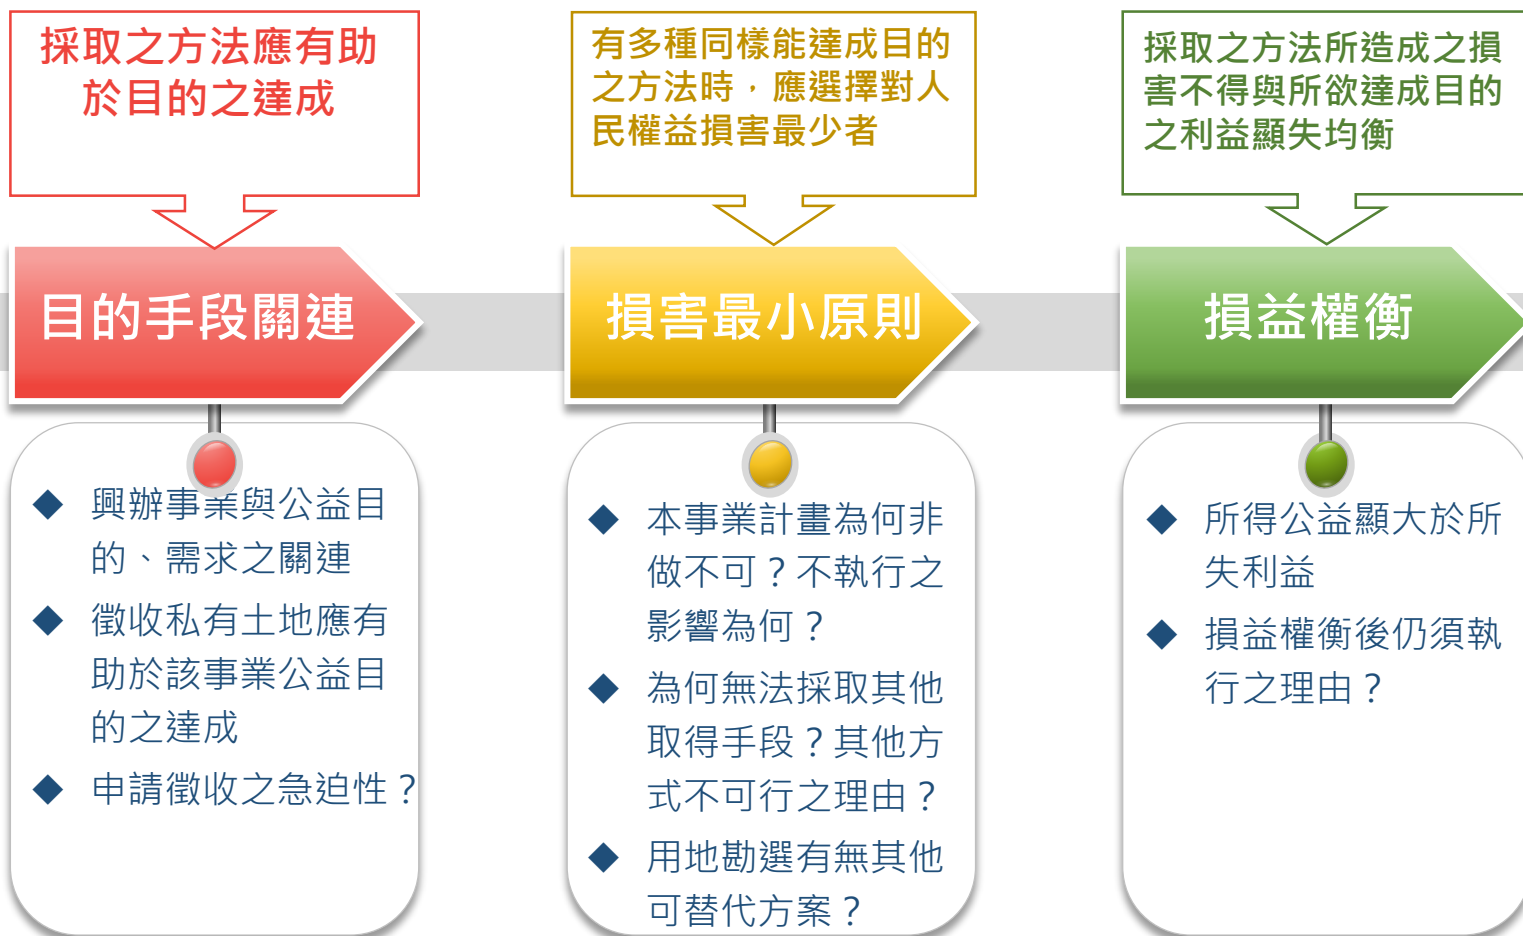 採取之方法應有助
於目的之達成
目的手段關連
◆ 興辦事業與公益目
的、需求之關連
◆ 徵收私有土地應有
助於該事業公益目
的之達成
◆ 申請徵收之急迫性？
有多種同樣能達成目的
之方法時，應選擇對人
民權益損害最少者
損害最小原則
◆ 本事業計畫為何非
做不可？不執行之
影響為何？
◆ 為何無法採取其他
取得手段？其他方
式不可行之理由？
◆ 用地勘選有無其他
可替代方案？
採取之方法所造成之損
害不得與所欲達成目的
之利益顯失均衡
損益權衡
◆ 所得公益顯大於所
失利益
◆ 損益權衡後仍須執
行之理由？